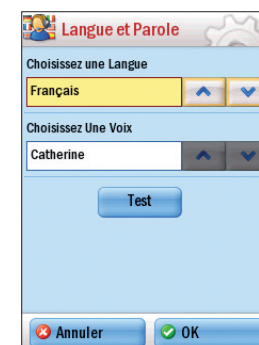 Langue et Parole
Choisissez une Langue
Français
Choisissez Une Voix
Catherine
Test
Annuler
OK